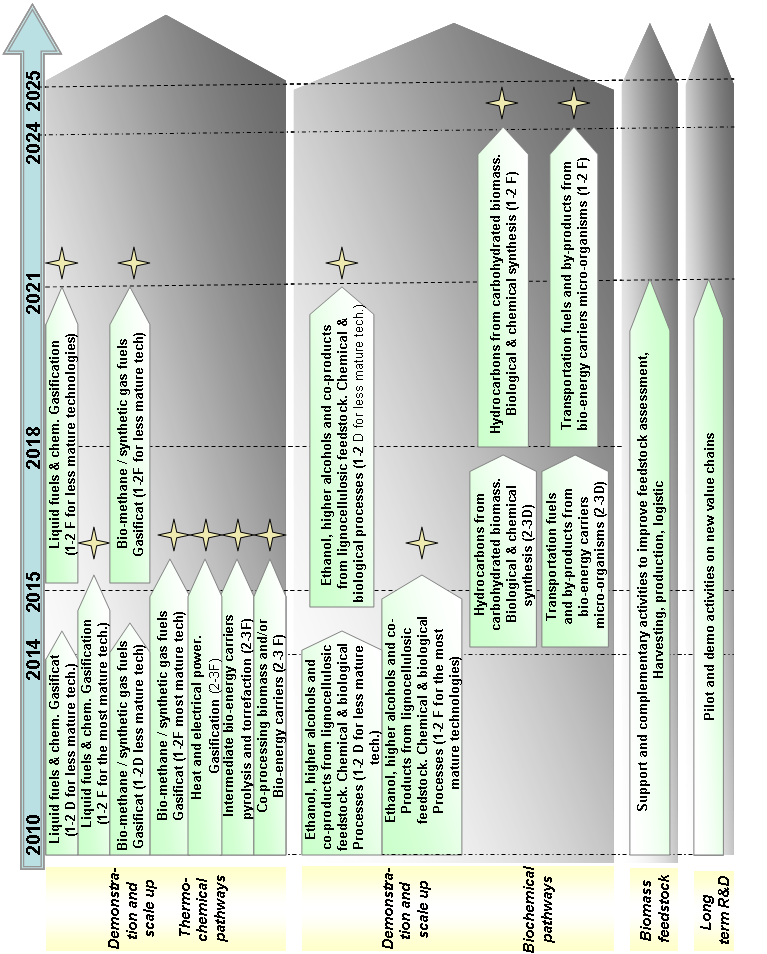 2010
2014
2015
2018
2021
2024
2025
Demonstra-
tion and
scale up
Thermo-
chemical
pathways
Liquid fuels & chem. Gasificat
(1-2 D for less mature tech.)
Liquid fuels & chem. Gasification
(1-2 F for the most mature tech.)
Bio-methane / synthetic gas fuels
Gasificat (1-2D less mature tech)
Bio-methane / synthetic gas fuels
Gasificat (1-2F most mature tech)
Heat and electrical power.
Gasification (2-3F)
Intermediate bio-energy carriers
pyrolysis and torrefaction (2-3F)
Co-processing biomass and/or
Bio-energy carriers (2-3 F)
Liquid fuels & chem. Gasification
(1-2 F for less mature technologies)
Bio-methane / synthetic gas fuels
Gasificat (1-2F for less mature tech)
Demonstra-
tion and
scale up
Biochemical
pathways
Ethanol, higher alcohols and
co-products from lignocellulosic
feedstock. Chemical & biological
Processes (1-2 D for less mature
tech.)
Ethanol, higher alcohols and co-
Products from lignocellulosic
feedstock. Chemical & biological
Processes (1-2 F for the most
mature technologies)
Ethanol, higher alcohols and co-products
from lignocellulosic feedstock. Chemical &
biological processes (1-2 D for less mature tech.)
Hydrocarbons from
carbohydrated biomass.
Biological & chemical
synthesis (2-3D)
Transportation fuels
and by-products from
bio-energy carriers
micro-organisms (2-3D)
Hydrocarbons from carbohydrated biomass.
Biological & chemical synthesis (1-2 F)
Transportation fuels and by-products from
bio-energy carriers micro-organisms (1-2 F)
Biomass
feedstock
Support and complementary activities to improve feedstock assessment,
Harvesting, production, logistic
Long
term R&D
Pilot and demo activities on new value chains